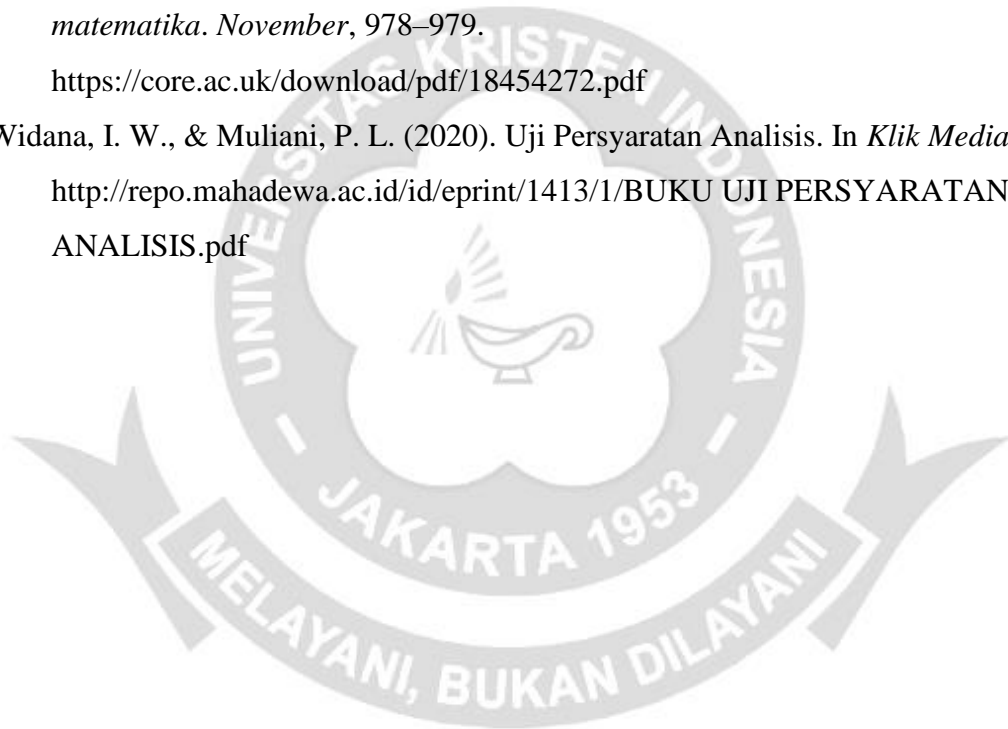 matematika. November, 978–979.
https://core.ac.uk/download/pdf/18454272.pdf
Widana, I. W., & Muliani, P. L. (2020). Uji Persyaratan Analisis. In Klik Media.
http://repo.mahadewa.ac.id/id/eprint/1413/1/BUKU UJI PERSYARATAN
ANALISIS.pdf
UNIVERSITAS KRISTEN INDONESIA
- JAKARTA 1953 -
MELAYANI, BUKAN DILAYANI